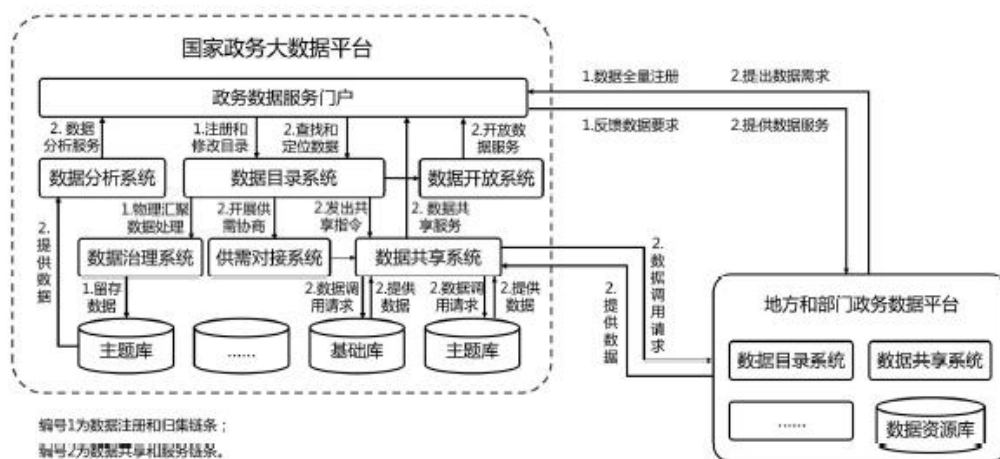 国家政务大数据平台
政务数据服务门户
1.数据全量注册
2.提出数据需求
1.反馈数据要求
2.提供数据服务
2. 数据
分析服务
1.注册和
修改目录
2.查找和
定位数据
2.开放数
据服务
数据分析系统
数据目录系统
数据开放系统
1.物理汇聚
数据处理
2.开展供
需协商
2.发出共
享指令
2. 数据共
享服务
2.提供数据
数据治理系统
供需对接系统
数据共享系统
1.留存
数据
2.数据调
用请求
2.提供
数据
2.数据调
用请求
2.提供
数据
主题库
......
基础库
主题库
2.提供数据
2.数据调用请求
地方和部门政务数据平台
数据目录系统
数据共享系统
......
数据资源库
编号1为数据注册和归集链条；
编号2为数据共享和服务链条。